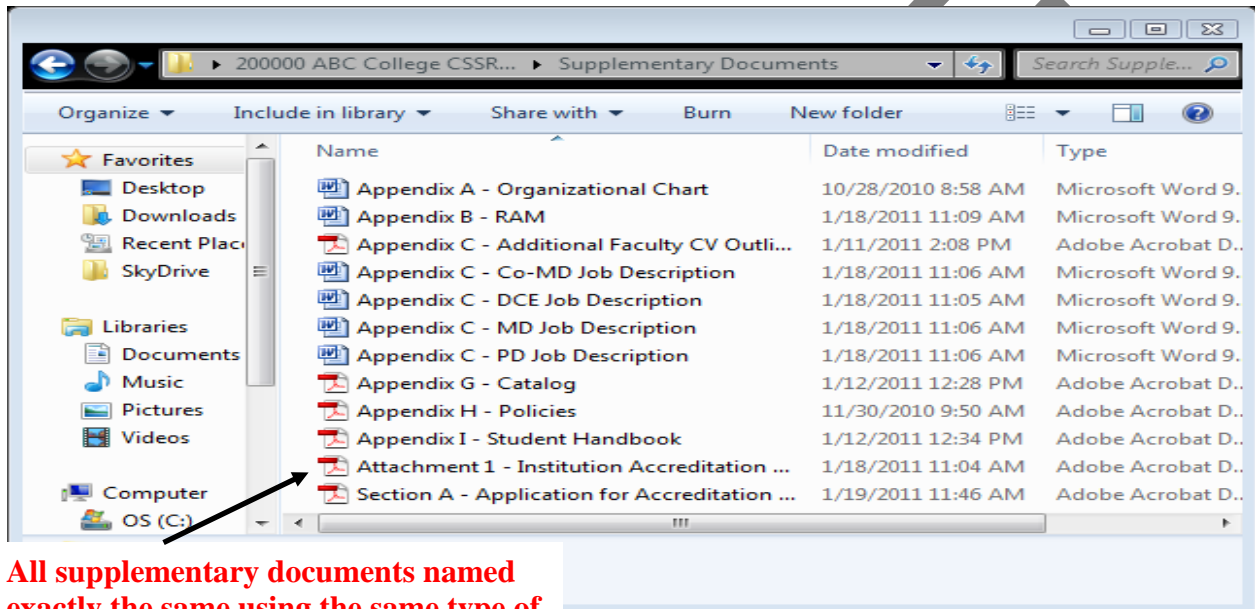 200000 ABC College CSSR... Supplementary Documents Search Supple...
Organize Include in library Share with Burn New folder
Favorites
Desktop
Downloads
Recent Plac
SkyDrive
Libraries
Documents
Music
Pictures
Videos
Computer
OS (C:)
Name Date modified Type
Appendix A - Organizational Chart 10/28/2010 8:58 AM Microsoft Word 9.
Appendix B - RAM 1/18/2011 11:09 AM Microsoft Word 9.
Appendix C - Additional Faculty CV Outli... 1/11/2011 2:08 PM Adobe Acrobat D..
Appendix C - Co-MD Job Description 1/18/2011 11:06 AM Microsoft Word 9.
Appendix C - DCE Job Description 1/18/2011 11:05 AM Microsoft Word 9.
Appendix C - MD Job Description 1/18/2011 11:06 AM Microsoft Word 9.
Appendix C - PD Job Description 1/18/2011 11:06 AM Microsoft Word 9.
Appendix G - Catalog 1/12/2011 12:28 PM Adobe Acrobat D..
Appendix H - Policies 11/30/2010 9:50 AM Adobe Acrobat D..
Appendix I - Student Handbook 1/12/2011 12:34 PM Adobe Acrobat D..
Attachment 1 - Institution Accreditation ... 1/18/2011 11:04 AM Adobe Acrobat D..
Section A - Application for Accreditation ... 1/19/2011 11:46 AM Adobe Acrobat D..
All supplementary documents named
exactly the same using the same type of